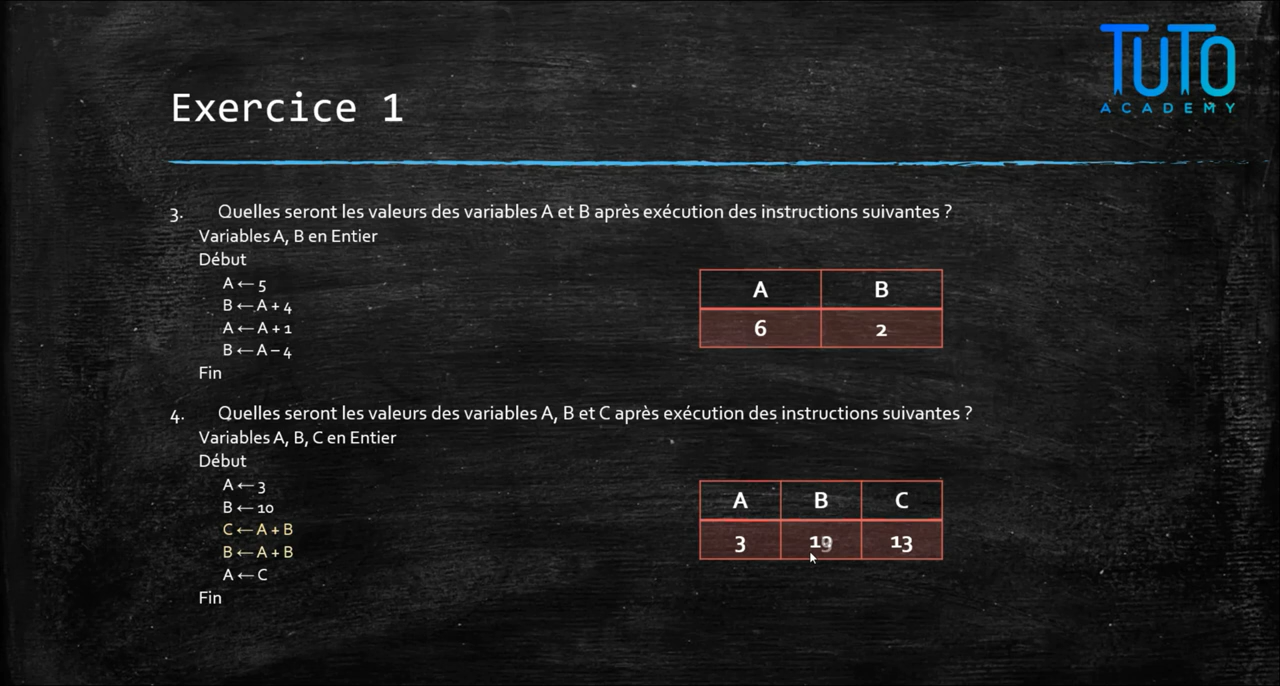 TUTO
ACADEMY
Exercice 1
3. Quelles seront les valeurs des variables A et B après exécution des instructions suivantes ?
Variables A, B en Entier
Début
A ← 5
B ← A + 4
A ← A + 1
B ← A – 4
Fin
A B
6 2
4. Quelles seront les valeurs des variables A, B et C après exécution des instructions suivantes ?
Variables A, B, C en Entier
Début
A ← 3
B ← 10
C ← A + B
B ← A + B
A ← C
Fin
A B C
3 13